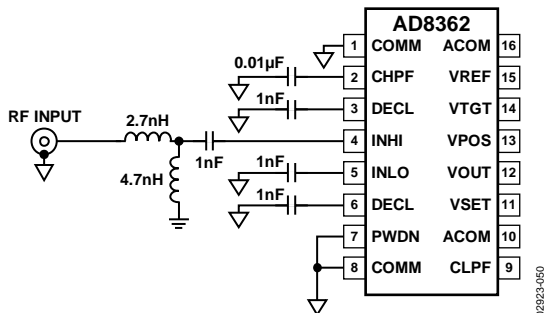 AD8362
1 COMM ACOM 16
0.01µF
2 CHPF VREF 15
1nF
3 DECL VTGT 14
RF INPUT
2.7nH
1nF
4 INHI VPOS 13
4.7nH
1nF
5 INLO VOUT 12
1nF
6 DECL VSET 11
7 PWDN ACOM 10
8 COMM CLPF 9
02923-050